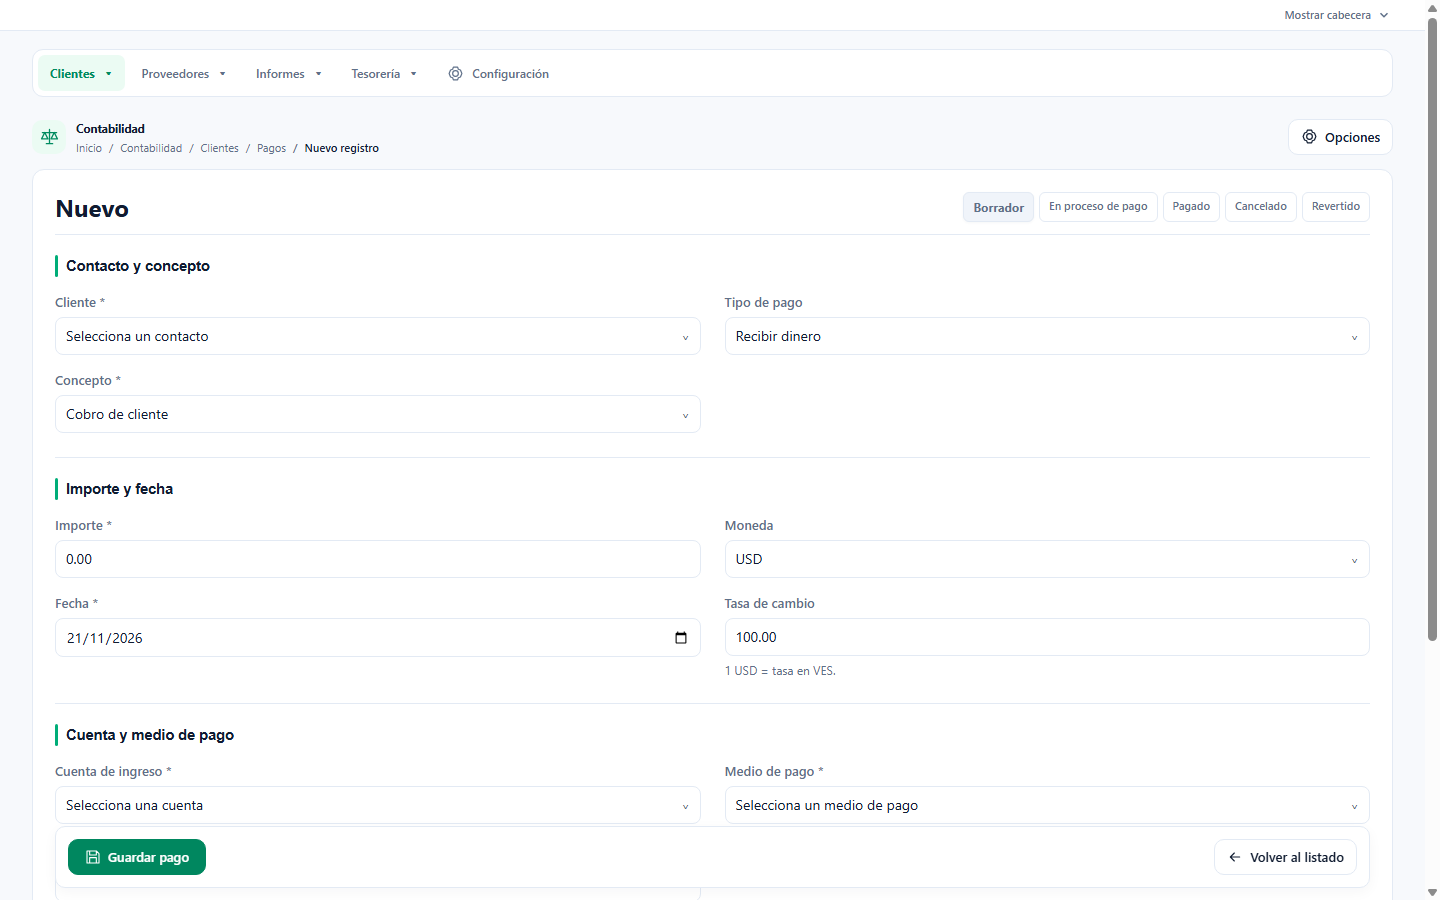 Mostrar cabecera
Clientes Proveedores Informes Tesorería Configuración
Contabilidad
Inicio / Contabilidad / Clientes / Pagos / Nuevo registro
Opciones
Nuevo
Borrador En proceso de pago Pagado Cancelado Revertido
Contacto y concepto
Cliente * Tipo de pago
Selecciona un contacto Recibir dinero
Concepto *
Cobro de cliente
Importe y fecha
Importe * Moneda
0.00 USD
Fecha * Tasa de cambio
21/11/2026 100.00
1 USD = tasa en VES.
Cuenta y medio de pago
Cuenta de ingreso * Medio de pago *
Selecciona una cuenta Selecciona un medio de pago
Guardar pago Volver al listado